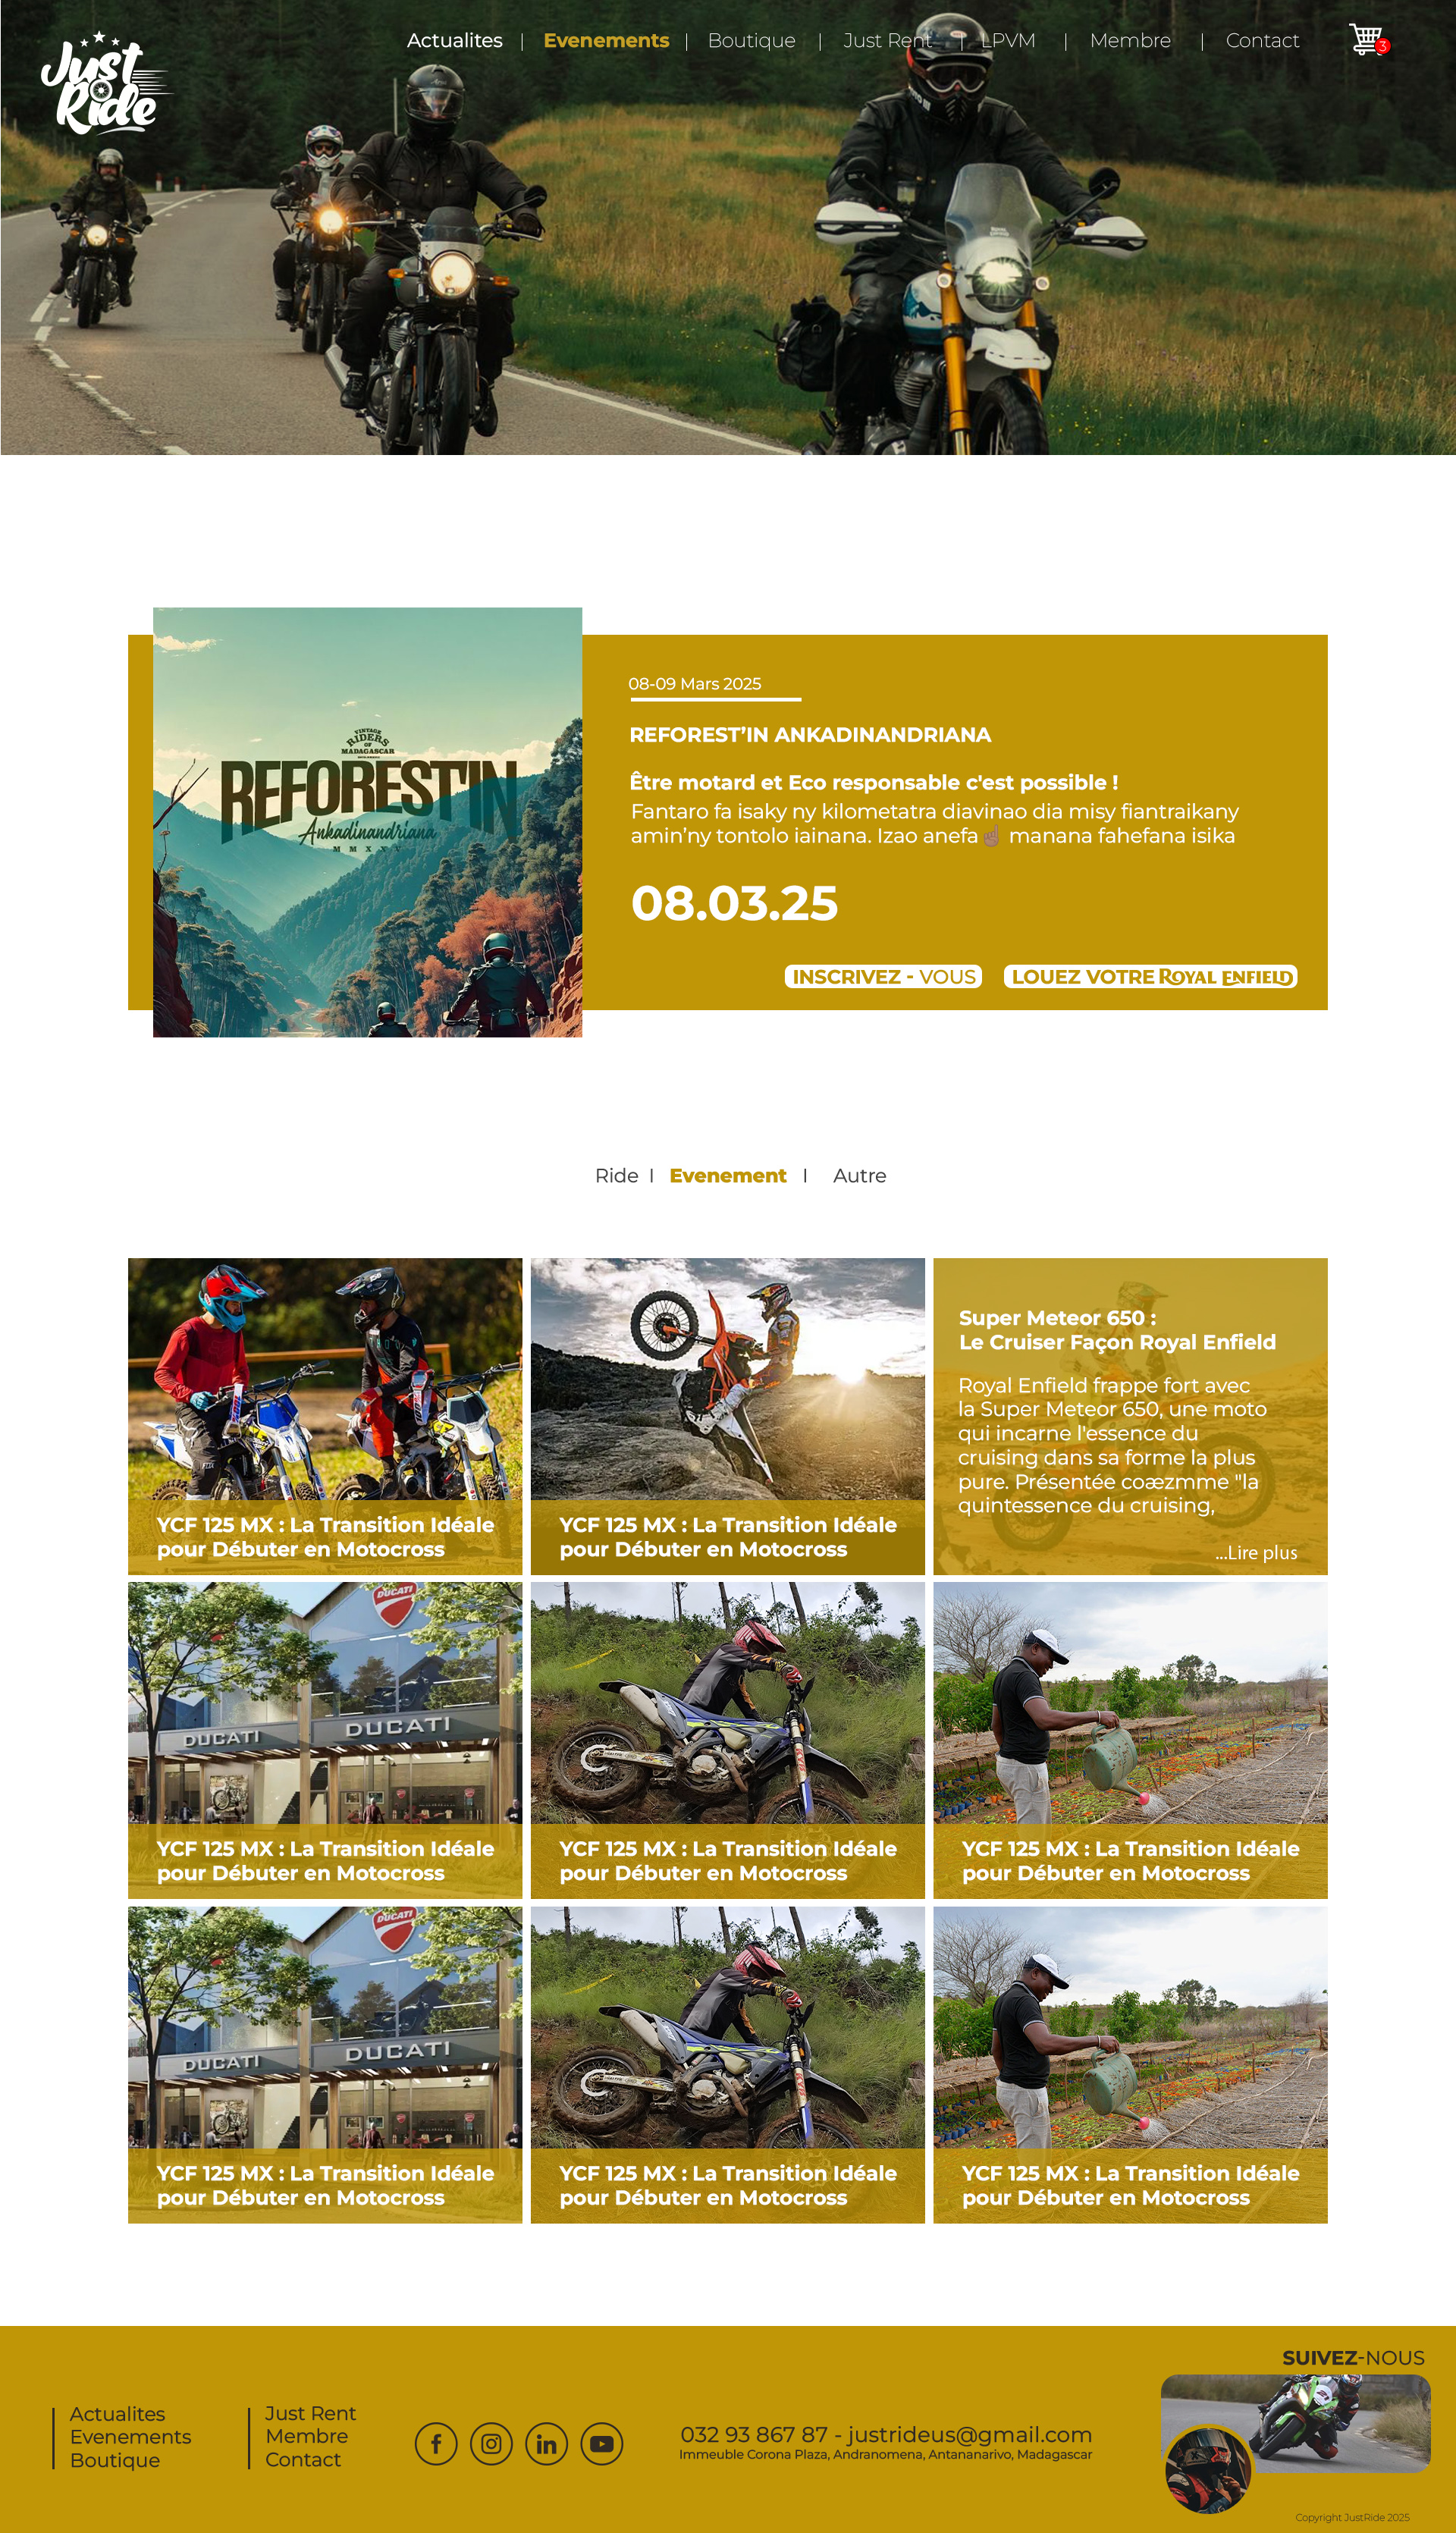 Just
Ride
Actualites | Evenements | Boutique | Just Rent | LPVM | Membre | Contact
3
VINTAGE
RIDERS
OF
MADAGASCAR
REFOREST'IN
Ankadinandriana
MMXXV
08-09 Mars 2025
REFOREST’IN ANKADINANDRIANA
Être motard et Eco responsable c'est possible !
Fantaro fa isaky ny kilometatra diavinao dia misy fiantraikany
amin’ny tontolo iainana. Izao anefa☝🏾 manana fahefana isika
08.03.25
INSCRIVEZ - VOUS
LOUEZ VOTRE ROYAL ENFIELD
Ride | Evenement | Autre
YCF 125 MX : La Transition Idéale
pour Débuter en Motocross
YCF 125 MX : La Transition Idéale
pour Débuter en Motocross
Super Meteor 650 :
Le Cruiser Façon Royal Enfield
Royal Enfield frappe fort avec
la Super Meteor 650, une moto
qui incarne l'essence du
cruising dans sa forme la plus
pure. Présentée coæzmme "la
quintessence du cruising,
...Lire plus
DUCATI
DUCATI
DUCATI
YCF 125 MX : La Transition Idéale
pour Débuter en Motocross
YCF 125 MX : La Transition Idéale
pour Débuter en Motocross
YCF 125 MX : La Transition Idéale
pour Débuter en Motocross
DUCATI
DUCATI
DUCATI
YCF 125 MX : La Transition Idéale
pour Débuter en Motocross
YCF 125 MX : La Transition Idéale
pour Débuter en Motocross
YCF 125 MX : La Transition Idéale
pour Débuter en Motocross
SUIVEZ-NOUS
Actualites
Evenements
Boutique
Just Rent
Membre
Contact
032 93 867 87 - justrideus@gmail.com
Immeuble Corona Plaza, Andranomena, Antananarivo, Madagascar
Copyright JustRide 2025